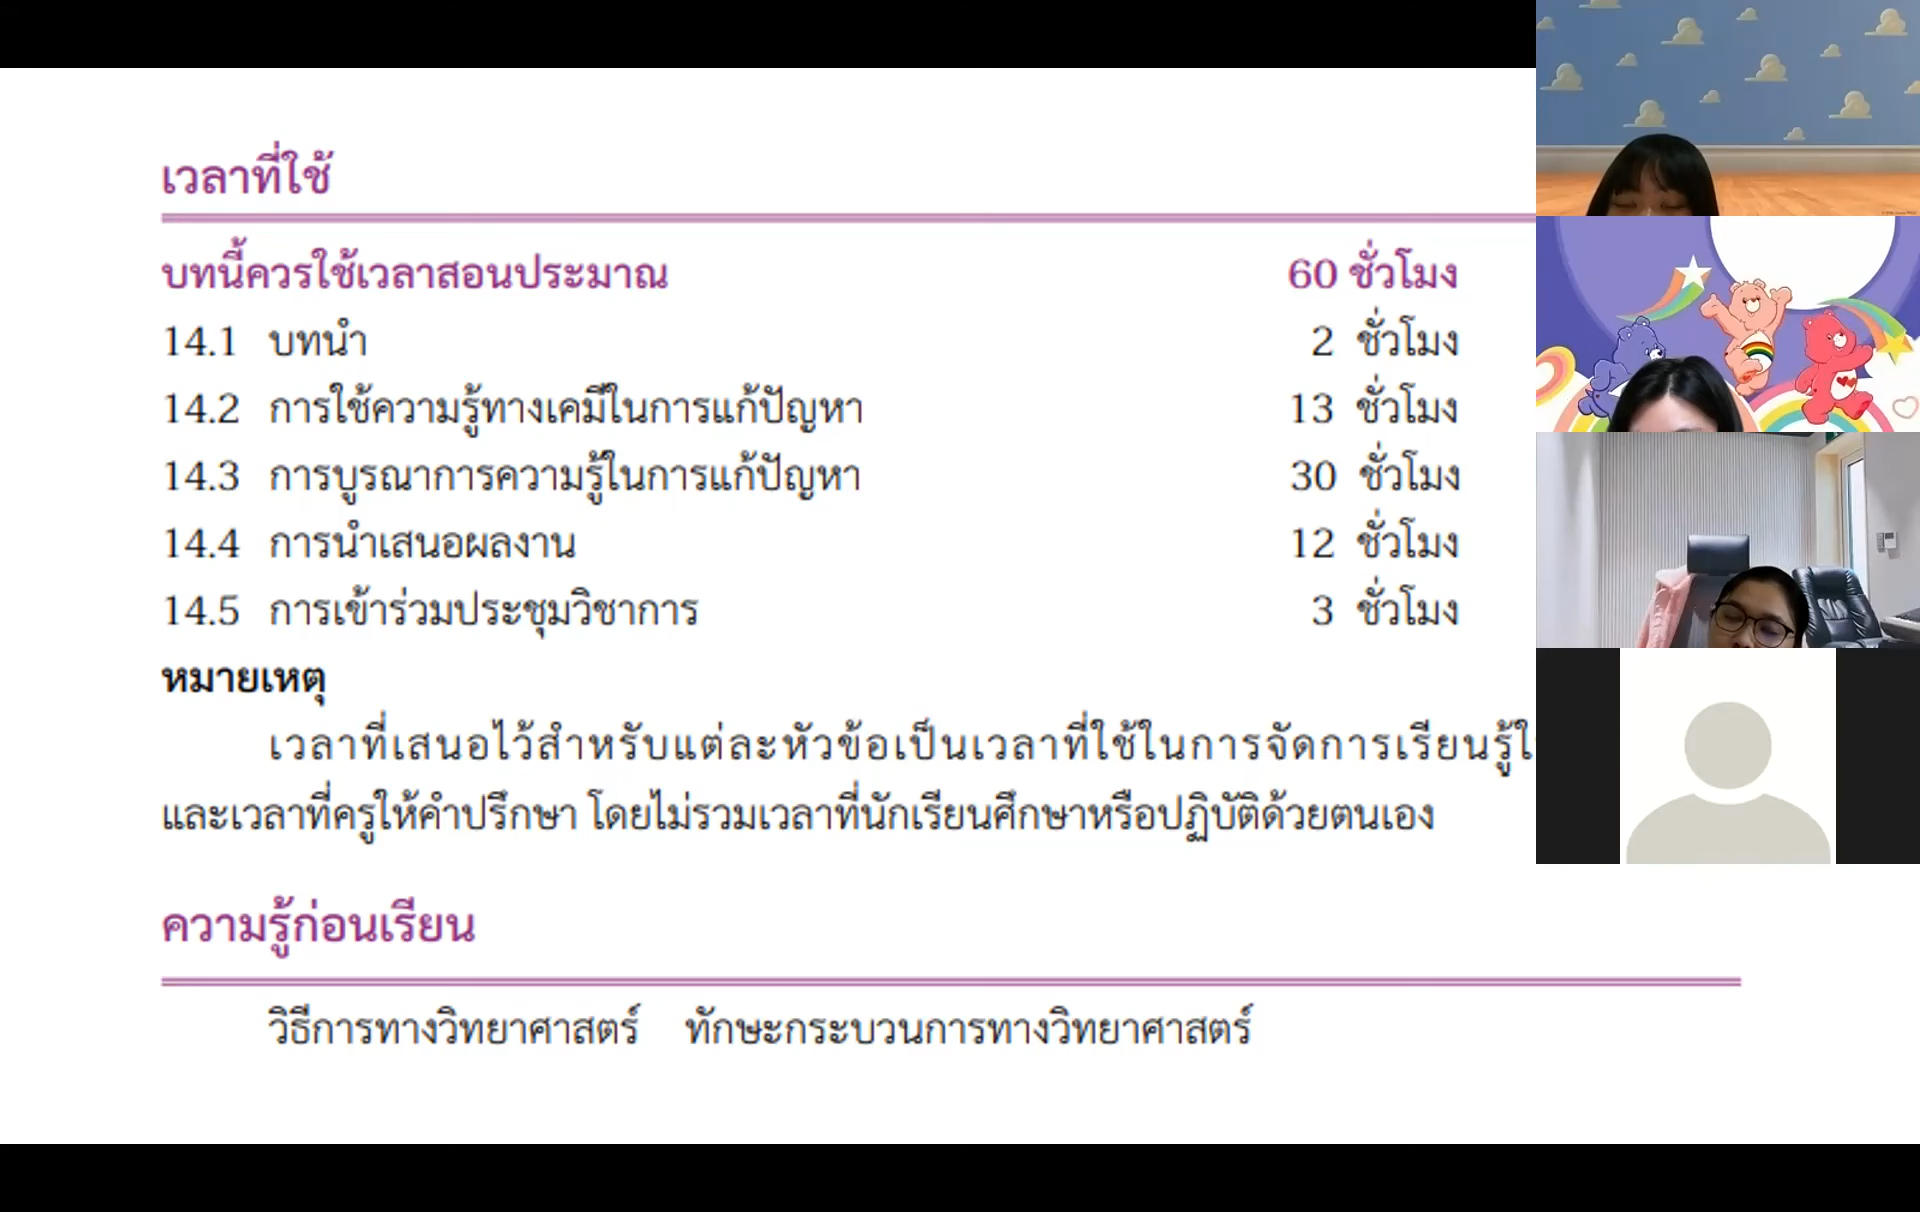 เวลาที่ใช้
บทนี้ควรใช้เวลาสอนประมาณ 60 ชั่วโมง
14.1 บทนำ 2 ชั่วโมง
14.2 การใช้ความรู้ทางเคมีในการแก้ปัญหา 13 ชั่วโมง
14.3 การบูรณาการความรู้ในการแก้ปัญหา 30 ชั่วโมง
14.4 การนำเสนอผลงาน 12 ชั่วโมง
14.5 การเข้าร่วมประชุมวิชาการ 3 ชั่วโมง
หมายเหตุ
เวลาที่เสนอไว้สำหรับแต่ละหัวข้อเป็นเวลาที่ใช้ในการจัดการเรียนรู้
และเวลาที่ครูให้คำปรึกษา โดยไม่รวมเวลาที่นักเรียนศึกษาหรือปฏิบัติด้วยตนเอง
ความรู้ก่อนเรียน
วิธีการทางวิทยาศาสตร์ ทักษะกระบวนการทางวิทยาศาสตร์